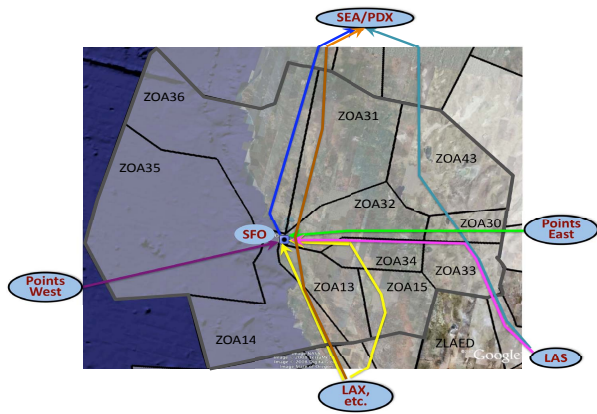 SEA/PDX
ZOA36
ZOA31
ZOA35
ZOA43
ZOA32
ZOA30
SFO
Points
East
ZOA34
ZOA33
Points
West
ZOA13
ZOA15
ZOA14
ZLAED
Google
LAS
LAX,
etc.